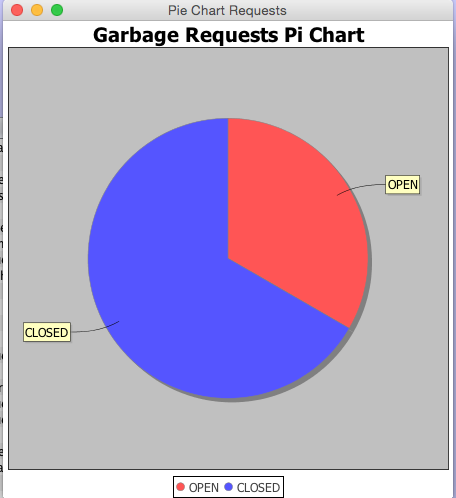 Pie Chart Requests
Garbage Requests Pi Chart
OPEN
CLOSED
OPEN CLOSED